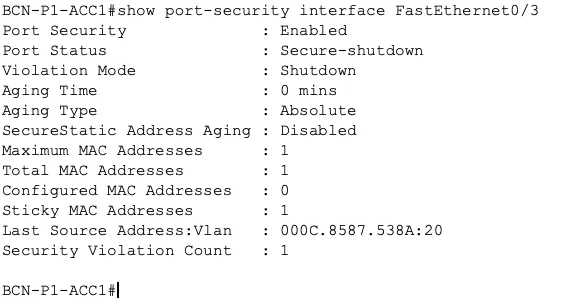 BCN-P1-ACC1#show port-security interface FastEthernet0/3
Port Security              : Enabled
Port Status                : Secure-shutdown
Violation Mode             : Shutdown
Aging Time                 : 0 mins
Aging Type                 : Absolute
SecureStatic Address Aging : Disabled
Maximum MAC Addresses      : 1
Total MAC Addresses        : 1
Configured MAC Addresses   : 0
Sticky MAC Addresses       : 1
Last Source Address:Vlan   : 000C.8587.538A:20
Security Violation Count   : 1
BCN-P1-ACC1#